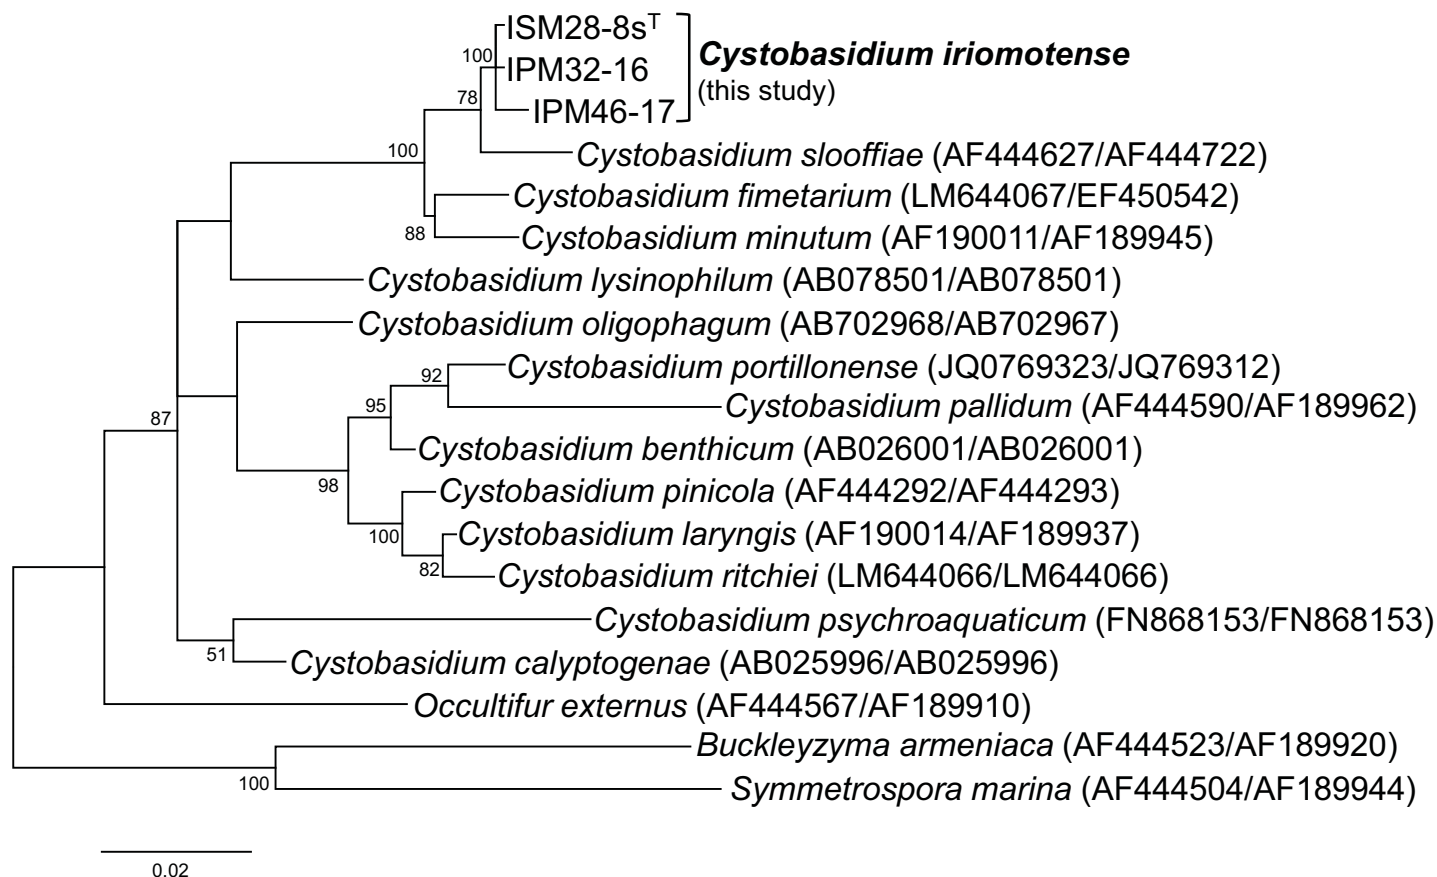 ISM28-8sT
100
IPM32-16
Cystobasidium iriomotense
(this study)
78
IPM46-17
100
Cystobasidium slooffiae (AF444627/AF444722)
Cystobasidium fimetarium (LM644067/EF450542)
88
Cystobasidium minutum (AF190011/AF189945)
Cystobasidium lysinophilum (AB078501/AB078501)
Cystobasidium oligophagum (AB702968/AB702967)
92
Cystobasidium portillonense (JQ0769323/JQ769312)
95
Cystobasidium pallidum (AF444590/AF189962)
87
Cystobasidium benthicum (AB026001/AB026001)
98
Cystobasidium pinicola (AF444292/AF444293)
100
Cystobasidium laryngis (AF190014/AF189937)
82
Cystobasidium ritchiei (LM644066/LM644066)
Cystobasidium psychroaquaticum (FN868153/FN868153)
51
Cystobasidium calyptogenae (AB025996/AB025996)
Occultifur externus (AF444567/AF189910)
Buckleyzyma armeniaca (AF444523/AF189920)
100
Symmetrospora marina (AF444504/AF189944)
0.02